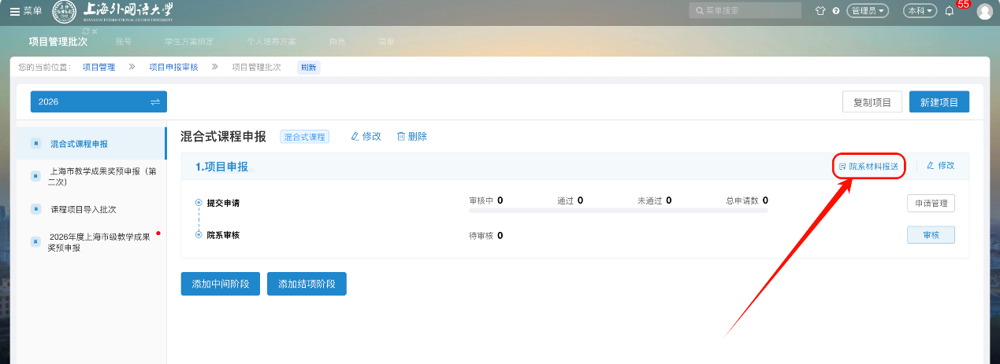 菜单
上海外国语大学
SHANGHAI INTERNATIONAL STUDIES UNIVERSITY
菜单搜索
管理员
本科
55
项目管理批次
账号
学生方案绑定
个人培养方案
角色
菜单
您的当前位置：
项目管理
项目申报审核
项目管理批次
刷新
2026
复制项目
新建项目
混合式课程申报
上海市教学成果奖预申报（第
二次）
课程项目导入批次
2026年度上海市级教学成果
奖预申报
混合式课程申报
混合式课程
修改
删除
1.项目申报
院系材料报送
修改
提交申请
审核中 0
通过 0
未通过 0
总申请数 0
申请管理
院系审核
待审核 0
审核
添加中间阶段
添加结项阶段